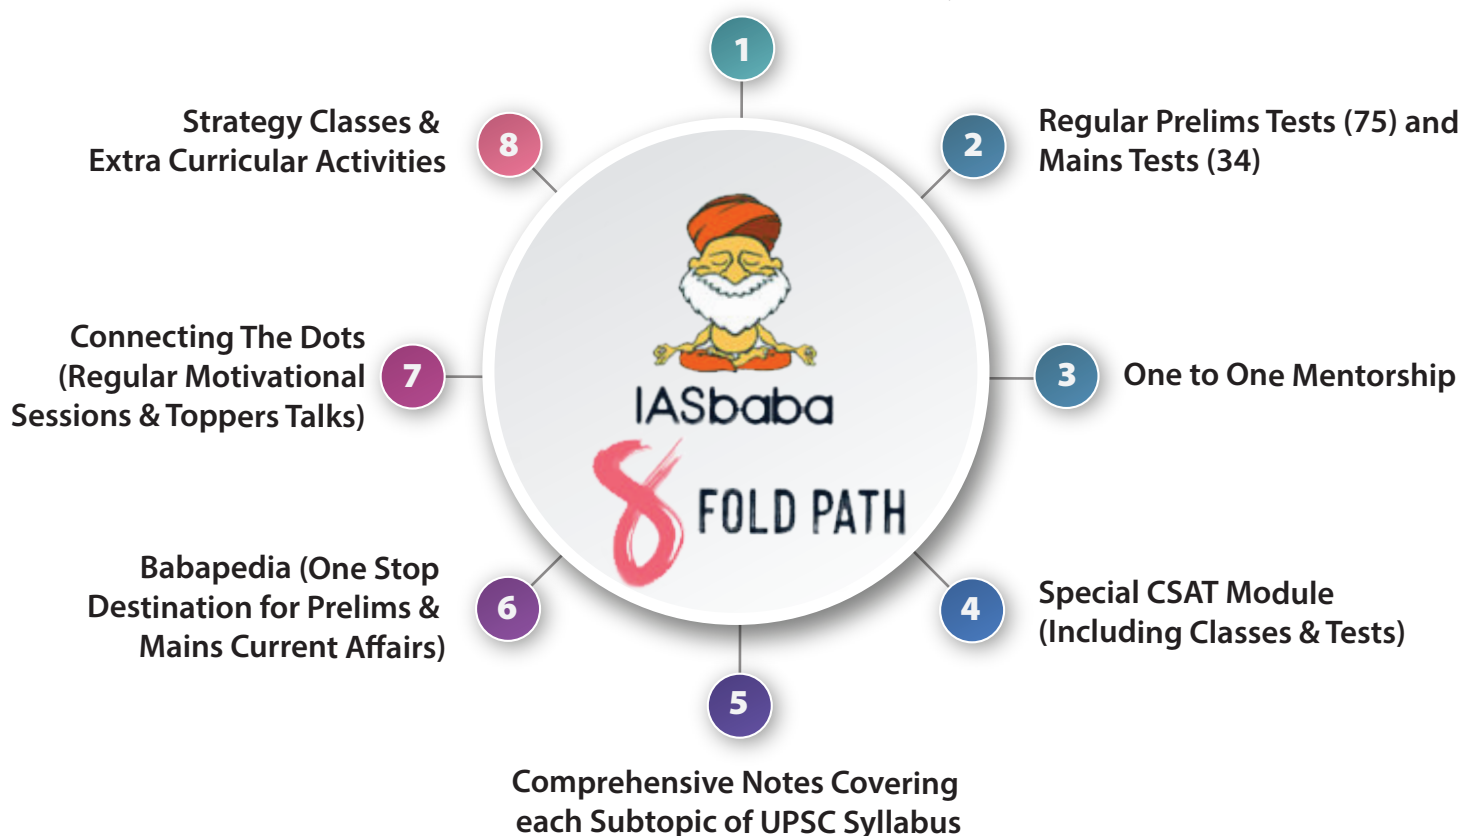 1
8
Strategy Classes &
Extra Curricular Activities
2
Regular Prelims Tests (75) and
Mains Tests (34)
IASbaba
8 FOLD PATH
7
Connecting The Dots
(Regular Motivational
Sessions & Toppers Talks)
3
One to One Mentorship
6
Babapedia (One Stop
Destination for Prelims &
Mains Current Affairs)
4
Special CSAT Module
(Including Classes & Tests)
5
Comprehensive Notes Covering
each Subtopic of UPSC Syllabus